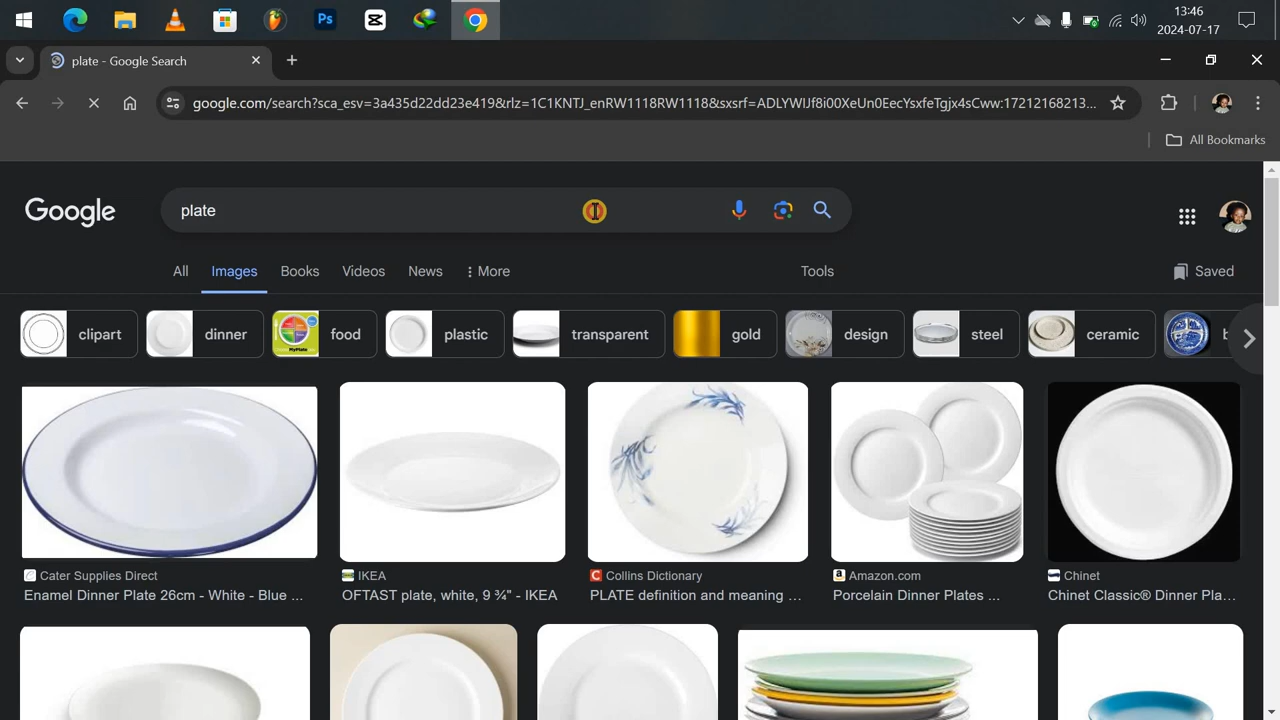 Ps
13:46
2024-07-17
plate - Google Search
google.com/search?sca_esv=3a435d22dd23e419&rlz=1C1KNTJ_enRW1118RW1118&sxsrf=ADLYWIJf8i00XeUn0EecYsxfeTgjx4sCww:17212168213...
All Bookmarks
Google
plate
All
Images
Books
Videos
News
More
Tools
Saved
clipart
dinner
food
plastic
transparent
gold
design
steel
ceramic
MyPlate
Cater Supplies Direct
Enamel Dinner Plate 26cm - White - Blue ...
IKEA
OFTAST plate, white, 9 ¾" - IKEA
Collins Dictionary
PLATE definition and meaning ...
Amazon.com
Porcelain Dinner Plates ...
Chinet
Chinet Classic® Dinner Pla...